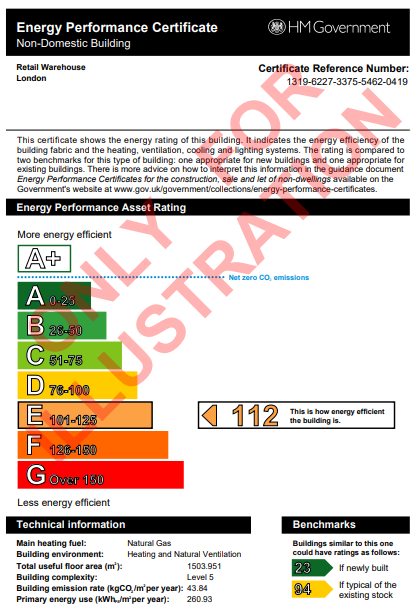 Energy Performance Certificate
Non-Domestic Building
HM Government
Retail Warehouse
London
Certificate Reference Number:
1319-6227-3375-5462-0419
This certificate shows the energy rating of this building. It indicates the energy efficiency of the
building fabric and the heating, ventilation, cooling and lighting systems. The rating is compared to
two benchmarks for this type of building: one appropriate for new buildings and one appropriate for
existing buildings. There is more advice on how to interpret this information in the guidance document
Energy Performance Certificates for the construction, sale and let of non-dwellings available on the
Government's website at www.gov.uk/government/collections/energy-performance-certificates.
Energy Performance Asset Rating
More energy efficient
A+
Net zero CO₂ emissions
A 0-25
B 26-50
C 51-75
D 76-100
E 101-125
112 This is how energy efficient
the building is.
F 126-150
G Over 150
Less energy efficient
ONLY FOR
ILLUSTRATION
Technical information
Main heating fuel: Natural Gas
Building environment: Heating and Natural Ventilation
Total useful floor area (m²): 1503.951
Building complexity: Level 5
Building emission rate (kgCO₂/m²per year): 43.84
Primary energy use (kWhₚₑ/m²per year): 260.93
Benchmarks
Buildings similar to this one
could have ratings as follows:
23 If newly built
94 If typical of the
existing stock